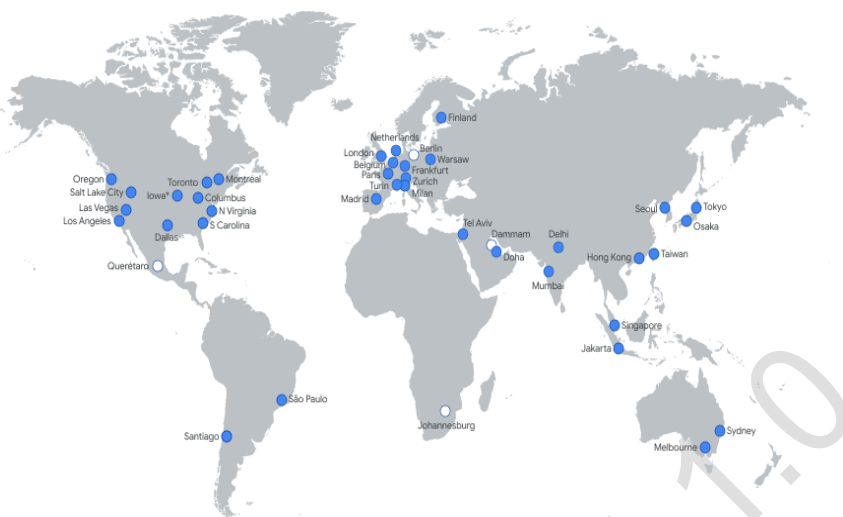 Finland
Netherlands
Berlin
London
Warsaw
Belgium
Frankfurt
Paris
Zurich
Turin
Milan
Madrid
Oregon
Toronto
Montréal
Salt Lake City
Iowa*
Columbus
Las Vegas
N Virginia
Los Angeles
S Carolina
Dallas
Querétaro
Tel Aviv
Dammam
Delhi
Doha
Mumbai
Seoul
Tokyo
Osaka
Hong Kong
Taiwan
Singapore
Jakarta
São Paulo
Santiago
Johannesburg
Sydney
Melbourne
1.0